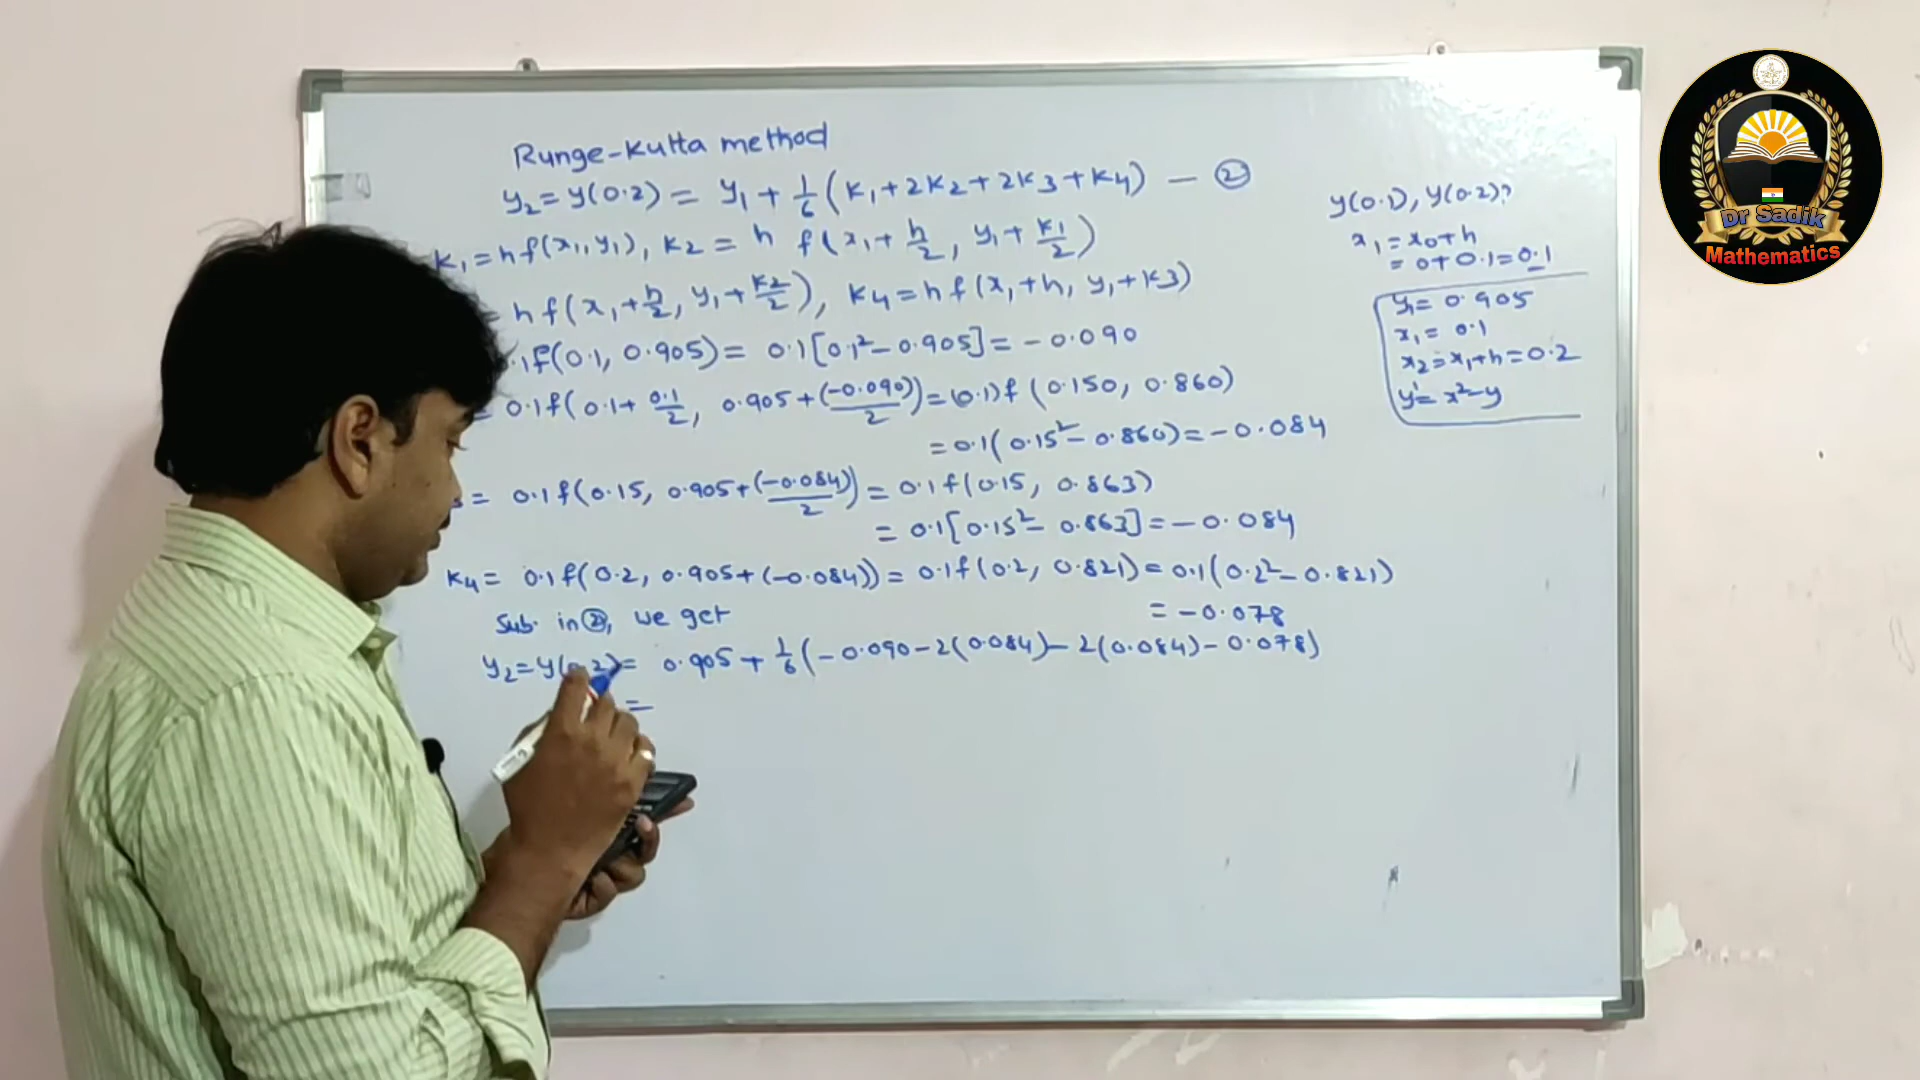 Runge-Kutta method
y₂ = y(0.2) = y₁ + 1/6 (K₁ + 2K₂ + 2K₃ + K₄) — ②
K₁ = hf(x₁, y₁), K₂ = h f(x₁ + h/2, y₁ + K₁/2)
= hf(x₁ + h/2, y₁ + K₂/2), K₄ = hf(x₁+h, y₁+K3)
.1f(0.1, 0.905) = 0.1[0.1² - 0.905] = -0.090
= 0.1f(0.1 + 0.1/2, 0.905 + (-0.090)/2) = (0.1)f(0.150, 0.860)
= 0.1(0.15² - 0.860) = -0.084
3 = 0.1f(0.15, 0.905 + (-0.084)/2) = 0.1f(0.15, 0.863)
= 0.1[0.15² - 0.863] = -0.084
K₄ = 0.1f(0.2, 0.905+(-0.084)) = 0.1f(0.2, 0.821) = 0.1(0.2² - 0.821)
= -0.078
Sub. in ②, we get
y₂ = y(0.2) = 0.905 + 1/6 (-0.090 - 2(0.084) - 2(0.084) - 0.078)
=
y(0.1), y(0.2)?
x₁ = x₀+h
= 0+0.1 = 0.1
y₁ = 0.905
x₁ = 0.1
x₂ = x₁+h = 0.2
y' = x² - y
Dr Sadik
Mathematics